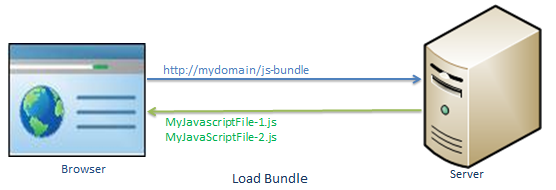 http://mydomain/js-bundle
MyJavascriptFile-1.js
MyJavaScriptFile-2.js
Browser
Server
Load Bundle